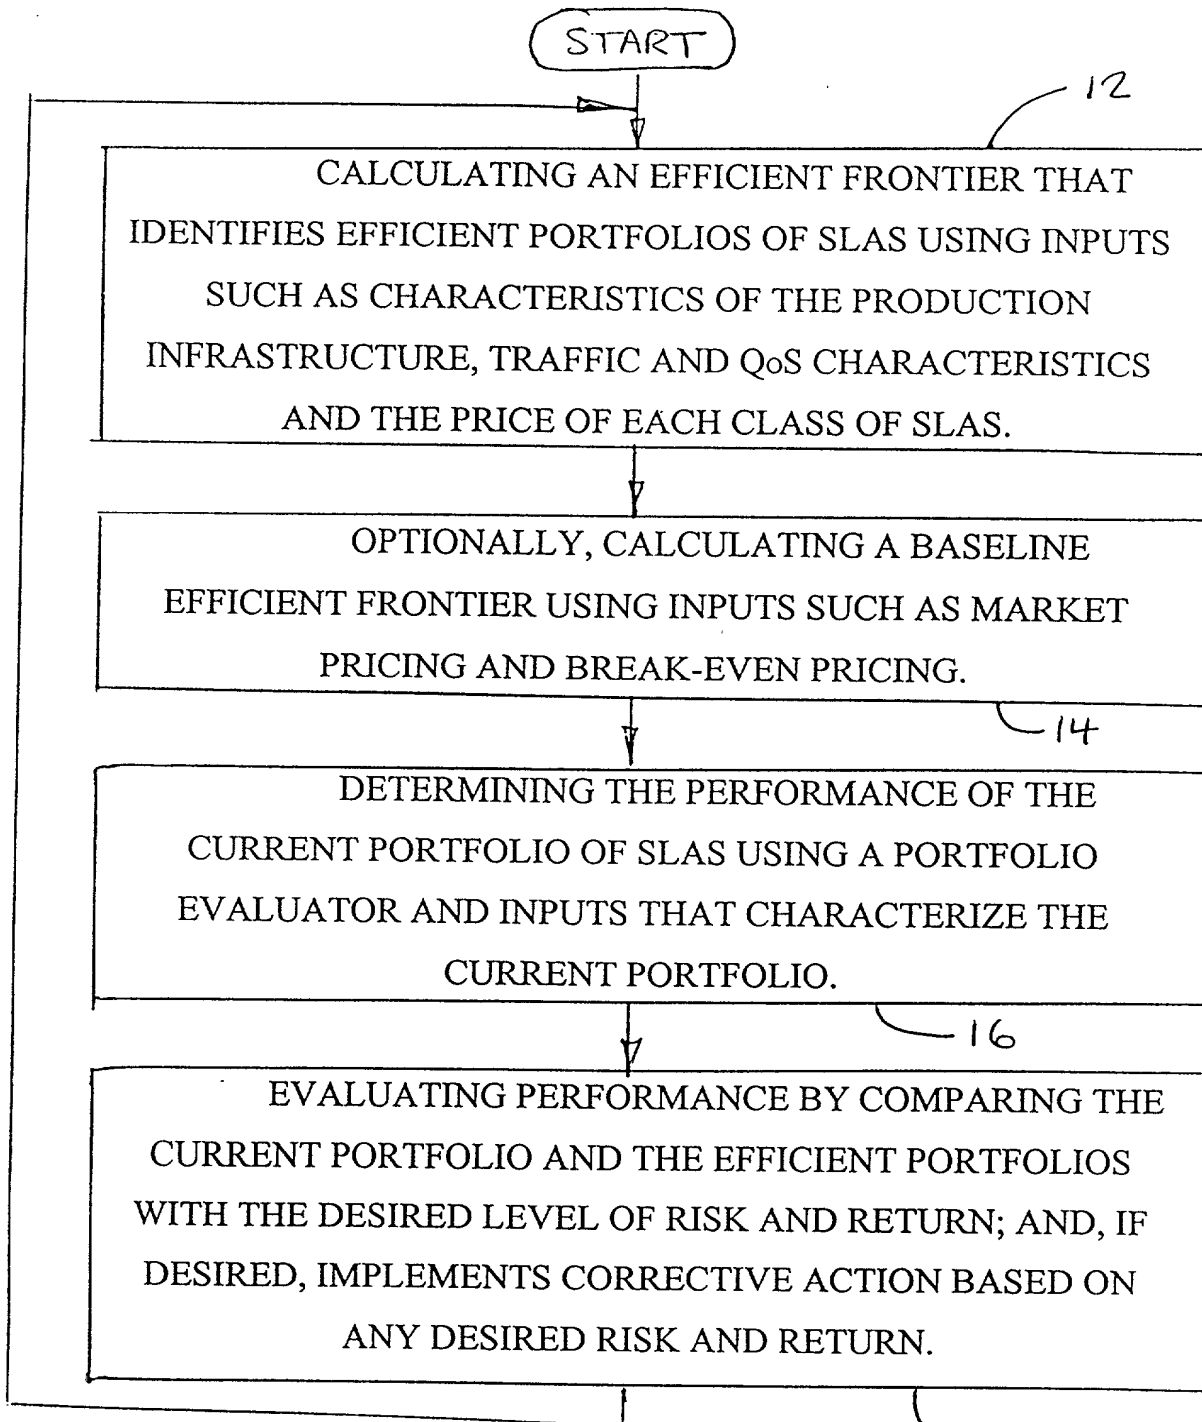 START
12
CALCULATING AN EFFICIENT FRONTIER THAT
IDENTIFIES EFFICIENT PORTFOLIOS OF SLAS USING INPUTS
SUCH AS CHARACTERISTICS OF THE PRODUCTION
INFRASTRUCTURE, TRAFFIC AND QoS CHARACTERISTICS
AND THE PRICE OF EACH CLASS OF SLAS.
OPTIONALLY, CALCULATING A BASELINE
EFFICIENT FRONTIER USING INPUTS SUCH AS MARKET
PRICING AND BREAK-EVEN PRICING.
14
DETERMINING THE PERFORMANCE OF THE
CURRENT PORTFOLIO OF SLAS USING A PORTFOLIO
EVALUATOR AND INPUTS THAT CHARACTERIZE THE
CURRENT PORTFOLIO.
16
EVALUATING PERFORMANCE BY COMPARING THE
CURRENT PORTFOLIO AND THE EFFICIENT PORTFOLIOS
WITH THE DESIRED LEVEL OF RISK AND RETURN; AND, IF
DESIRED, IMPLEMENTS CORRECTIVE ACTION BASED ON
ANY DESIRED RISK AND RETURN.